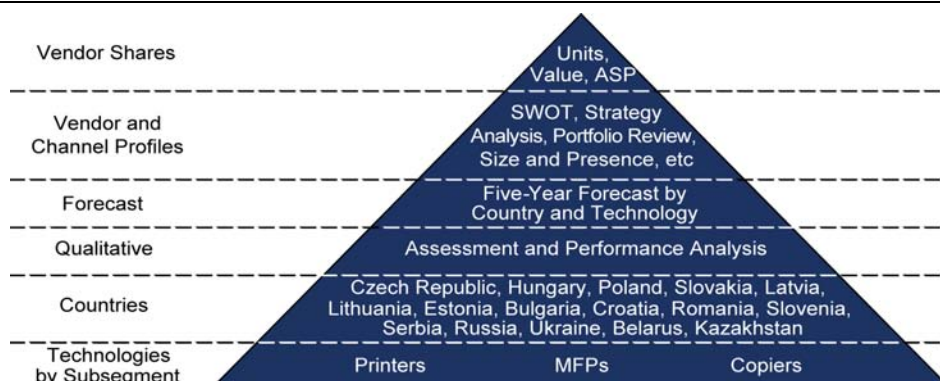 Vendor Shares
Units,
Value, ASP
Vendor and
Channel Profiles
SWOT, Strategy
Analysis, Portfolio Review,
Size and Presence, etc
Forecast
Five-Year Forecast by
Country and Technology
Qualitative
Assessment and Performance Analysis
Countries
Czech Republic, Hungary, Poland, Slovakia, Latvia,
Lithuania, Estonia, Bulgaria, Croatia, Romania, Slovenia,
Serbia, Russia, Ukraine, Belarus, Kazakhstan
Technologies
by Subsegment
Printers MFPs Copiers